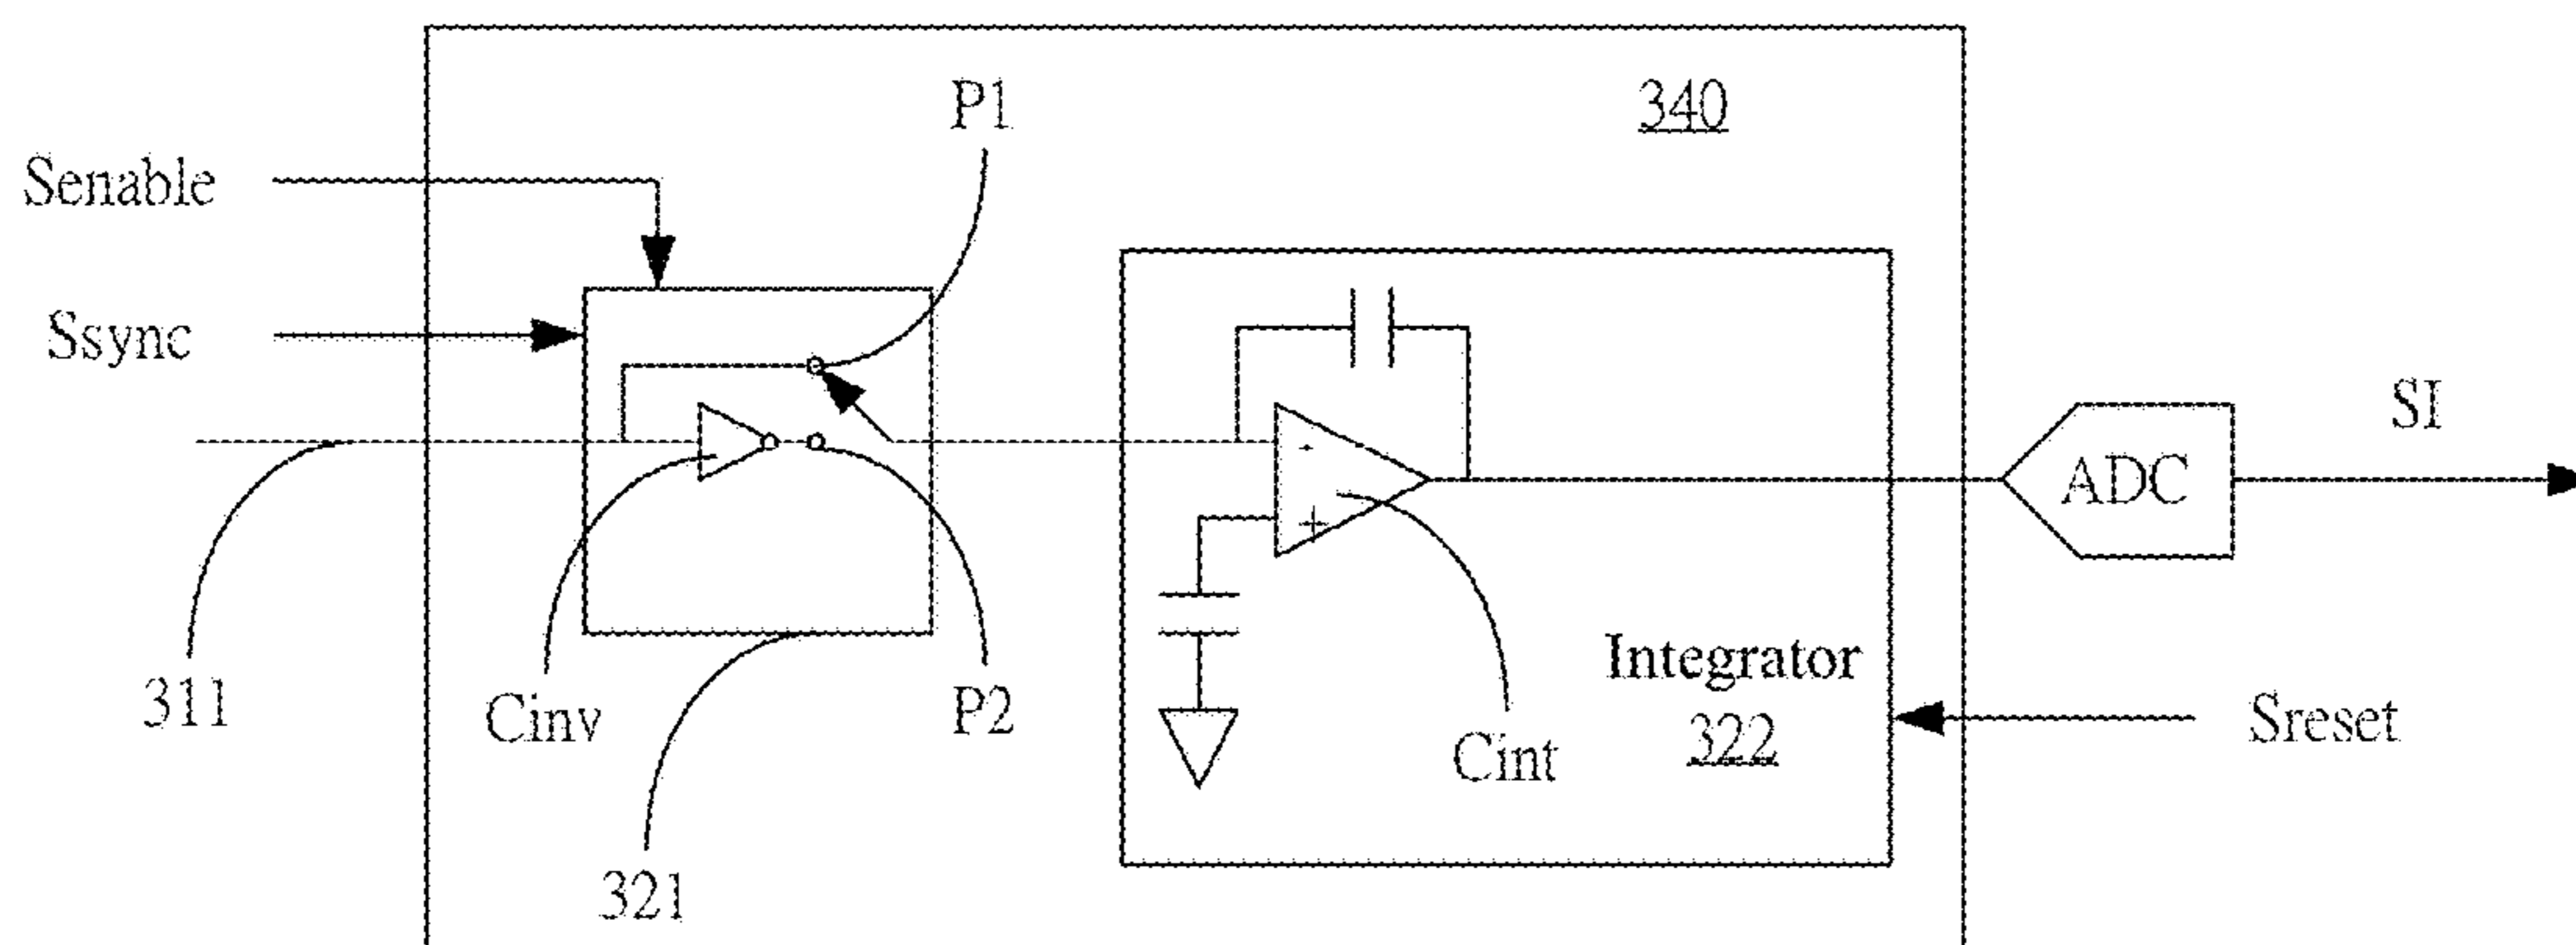 P1
340
Senable
Ssync
SI
ADC
-
+
Integrator
322
311
Cinv
P2
Cint
Sreset
321